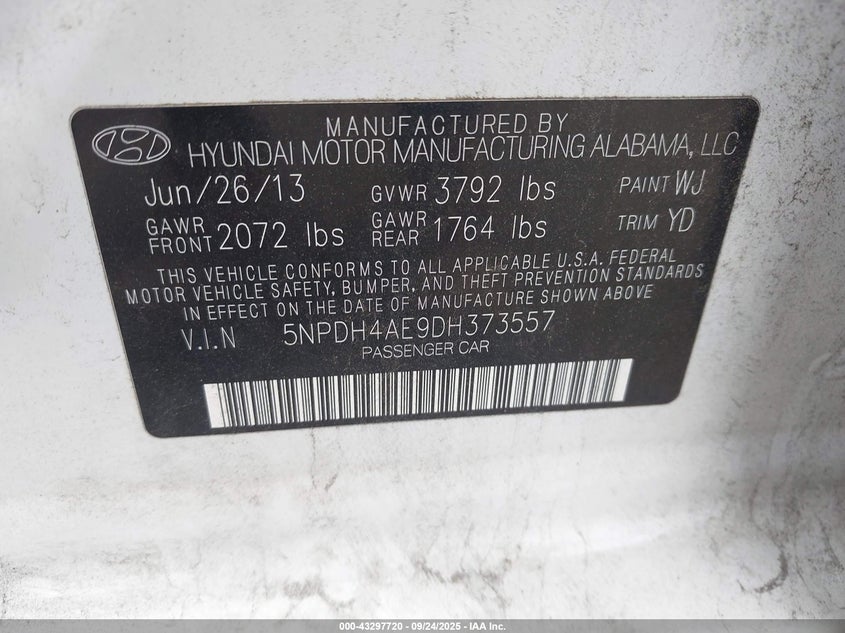 MANUFACTURED BY
HYUNDAI MOTOR MANUFACTURING ALABAMA, LLC
Jun/26/13 GVWR 3792 lbs PAINT WJ
GAWR FRONT 2072 lbs GAWR REAR 1764 lbs TRIM YD
THIS VEHICLE CONFORMS TO ALL APPLICABLE U.S.A. FEDERAL
MOTOR VEHICLE SAFETY, BUMPER, AND THEFT PREVENTION STANDARDS
IN EFFECT ON THE DATE OF MANUFACTURE SHOWN ABOVE
V.I.N 5NPDH4AE9DH373557
PASSENGER CAR
000-43297720 - 09/24/2025 - IAA Inc.